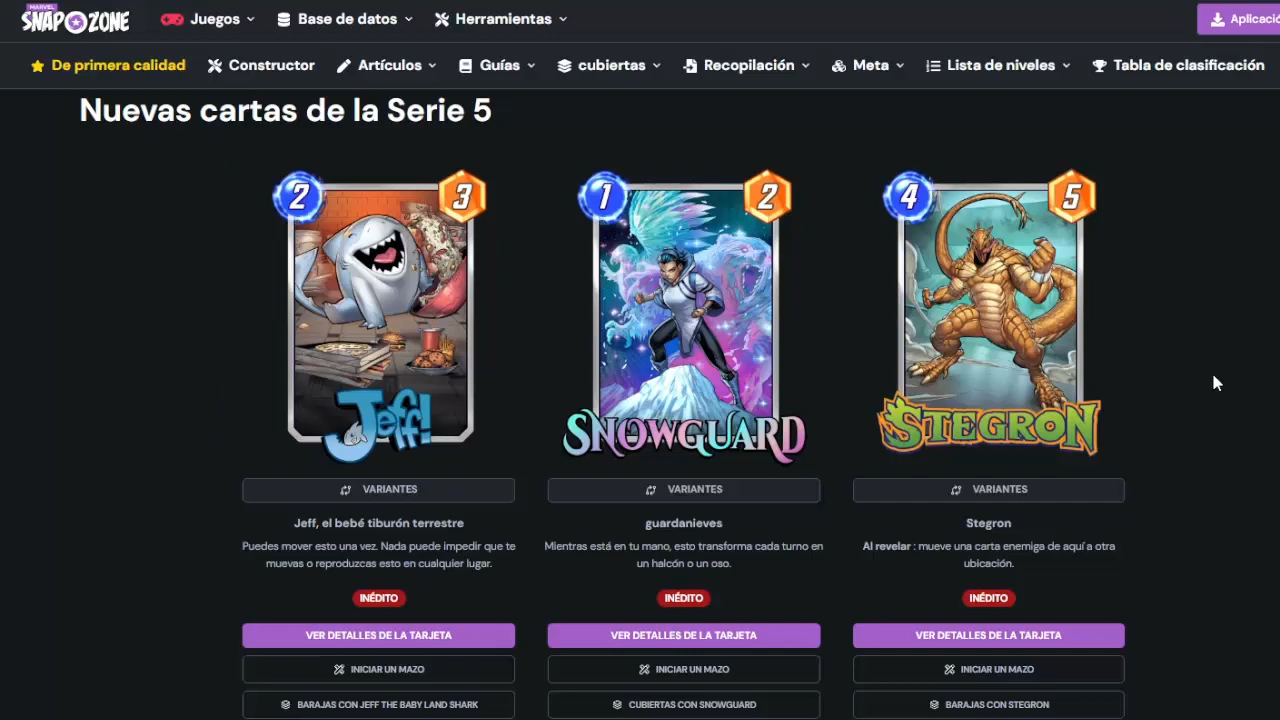 MARVEL
SNAP ZONE
Juegos
Base de datos
Herramientas
De primera calidad
Constructor
Artículos
Guías
cubiertas
Recopilación
Meta
Lista de niveles
Tabla de clasificación
Nuevas cartas de la Serie 5
2
3
Jeff!
1
2
SNOWGUARD
4
5
STEGRON
VARIANTES
VARIANTES
VARIANTES
Jeff, el bebé tiburón terrestre
Puedes mover esto una vez. Nada puede impedir que te
muevas o reproduzcas esto en cualquier lugar.
guardanieves
Mientras está en tu mano, esto transforma cada turno en
un halcón o un oso.
Stegron
Al revelar : mueve una carta enemiga de aquí a otra
ubicación.
INÉDITO
INÉDITO
INÉDITO
VER DETALLES DE LA TARJETA
VER DETALLES DE LA TARJETA
VER DETALLES DE LA TARJETA
INICIAR UN MAZO
INICIAR UN MAZO
INICIAR UN MAZO
BARAJAS CON JEFF THE BABY LAND SHARK
CUBIERTAS CON SNOWGUARD
BARAJAS CON STEGRON